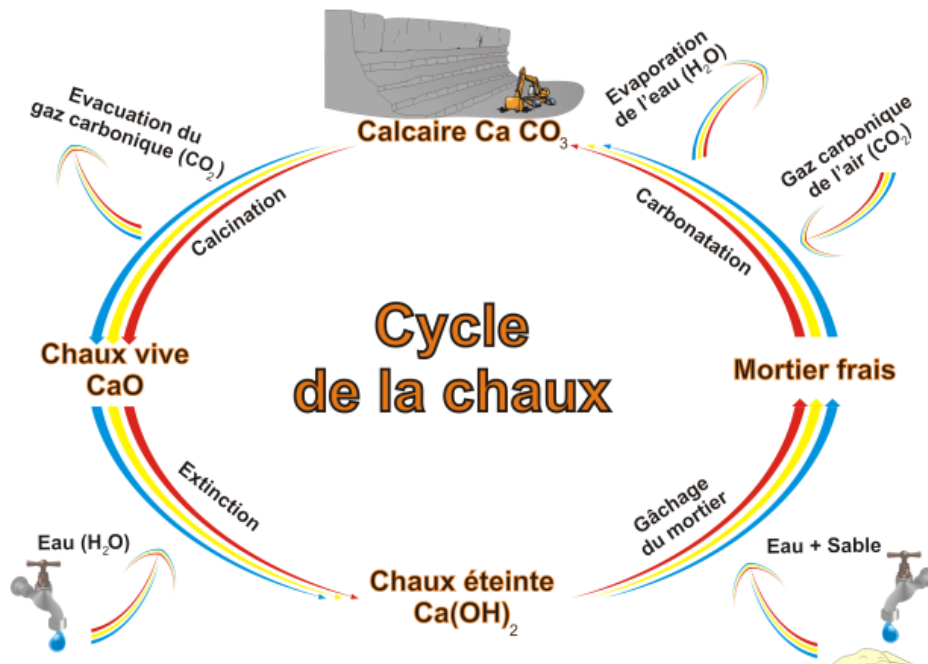 Calcaire Ca CO₃
Evacuation du
gaz carbonique (CO₂)
Calcination
Chaux vive
CaO
Extinction
Eau (H₂O)
Chaux éteinte
Ca(OH)₂
Gâchage
du mortier
Eau + Sable
Mortier frais
Carbonatation
Gaz carbonique
de l'air (CO₂)
Evaporation
de l'eau (H₂O)
Cycle
de la chaux